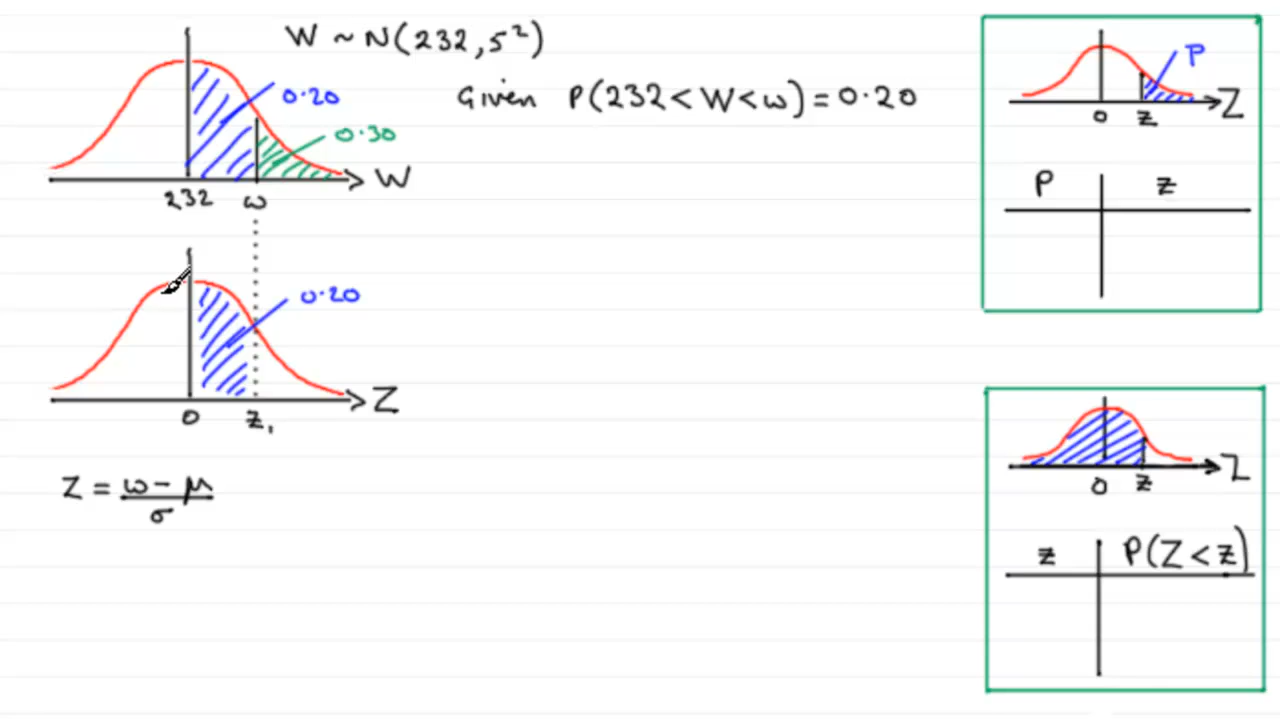 W ~ N(232, 5²)
Given P(232 < W < w) = 0.20
0.20
0.30
232 w W
0.20
0 z₁ Z
Z = w - μ / σ
P
0 z Z
P z
0 z Z
z P(Z < z)